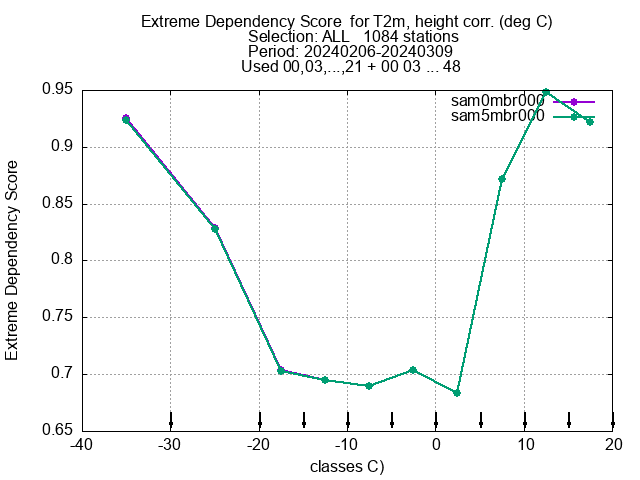 Extreme Dependency Score  for T2m, height corr. (deg C)
Selection: ALL   1084 stations
Period: 20240206-20240309
Used 00,03,...,21 + 00 03 ... 48
sam0mbr000
sam5mbr000
0.95
0.9
0.85
0.8
0.75
0.7
0.65
Extreme Dependency Score
-40 -30 -20 -10 0 10 20
classes C)